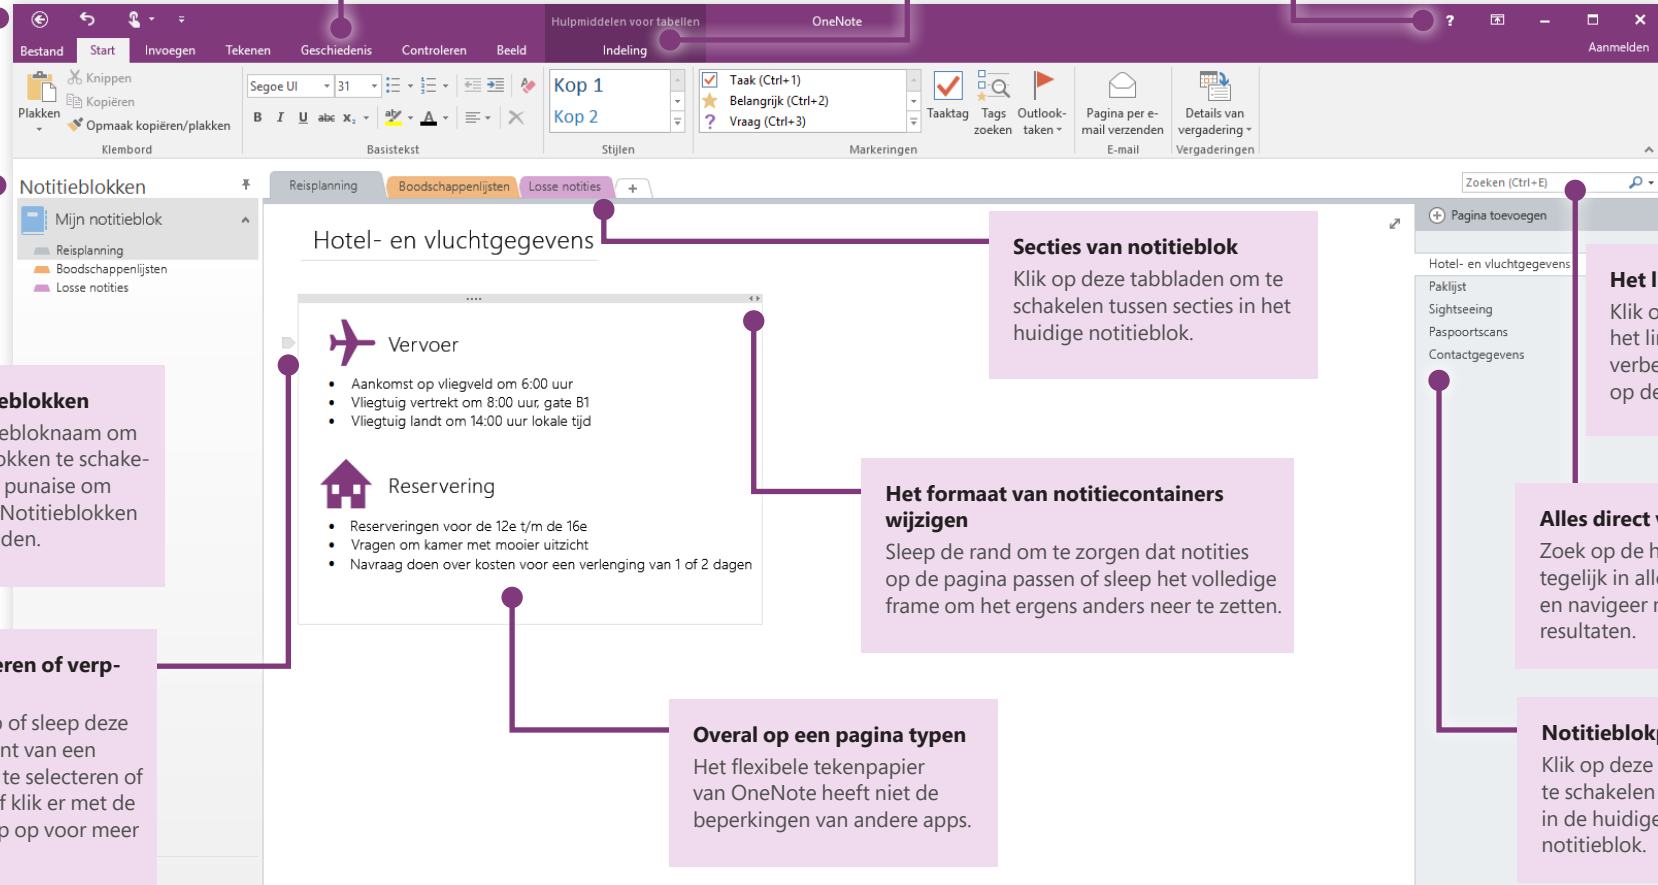 Hulpmiddelen voor tabellen
OneNote
?
Bestand
Start
Invoegen
Tekenen
Geschiedenis
Controleren
Beeld
Indeling
Aanmelden
Plakken
Knippen
Kopiëren
Opmaak kopiëren/plakken
Klembord
Segoe UI
31
B I U abc x₂ ab A
Basistekst
Kop 1
Kop 2
Stijlen
Taak (Ctrl+1)
Belangrijk (Ctrl+2)
? Vraag (Ctrl+3)
Markeringen
Taaktag
Tags
zoeken
Outlook-
taken
Pagina per e-
mail verzenden
E-mail
Details van
vergadering
Vergaderingen
Notitieblokken
Mijn notitieblok
Reisplanning
Boodschappenlijsten
Losse notities
Reisplanning
Boodschappenlijsten
Losse notities
+
Zoeken (Ctrl+E)
Hotel- en vluchtgegevens
Vervoer
• Aankomst op vliegveld om 6:00 uur
• Vliegtuig vertrekt om 8:00 uur, gate B1
• Vliegtuig landt om 14:00 uur lokale tijd
Reservering
• Reserveringen voor de 12e t/m de 16e
• Vragen om kamer met mooier uitzicht
• Navraag doen over kosten voor een verlenging van 1 of 2 dagen
Secties van notitieblok
Klik op deze tabbladen om te
schakelen tussen secties in het
huidige notitieblok.
Het formaat van notitiecontainers
wijzigen
Sleep de rand om te zorgen dat notities
op de pagina passen of sleep het volledige
frame om het ergens anders neer te zetten.
Overal op een pagina typen
Het flexibele tekenpapier
van OneNote heeft niet de
beperkingen van andere apps.
eblokken
ebloknaam om
okken te schake-
punaise om
Notitieblokken
den.
eren of verp-
o of sleep deze
nt van een
te selecteren of
f klik er met de
p op voor meer
Pagina toevoegen
Hotel- en vluchtgegevens
Paklijst
Sightseeing
Paspoortscans
Contactgegevens
Het l
Klik o
het li
verbe
op de
Alles direct v
Zoek op de h
tegelijk in all
en navigeer
resultaten.
Notitieblok
Klik op deze
te schakelen
in de huidige
notitieblok.